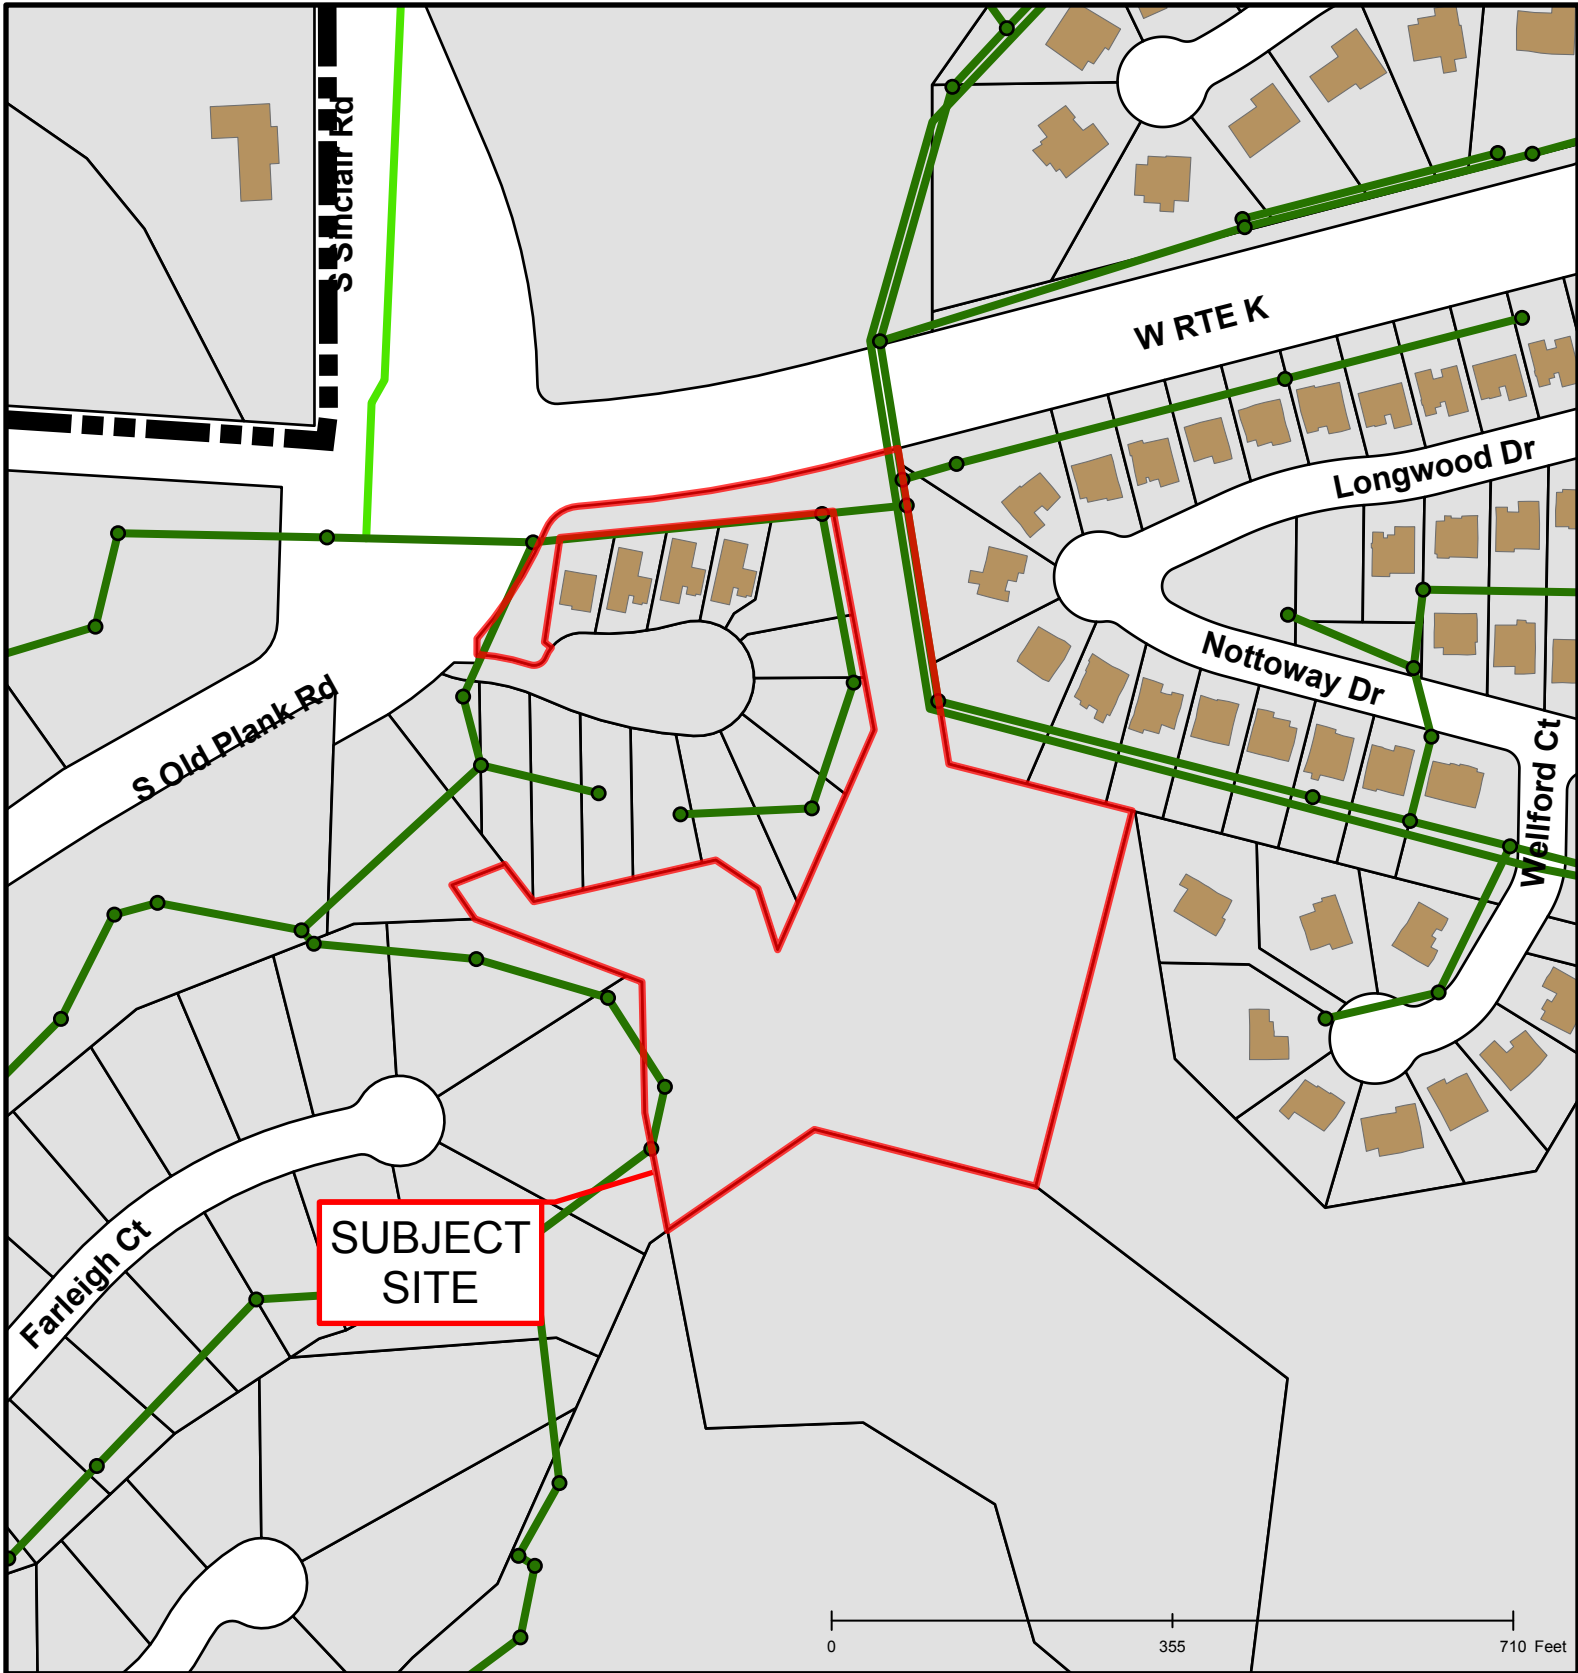 S Sinclair Rd
W RTE K
Longwood Dr
Nottoway Dr
S Old Plank Rd
Wellford Ct
SUBJECT
SITE
Farleigh Ct
0 355 710 Feet